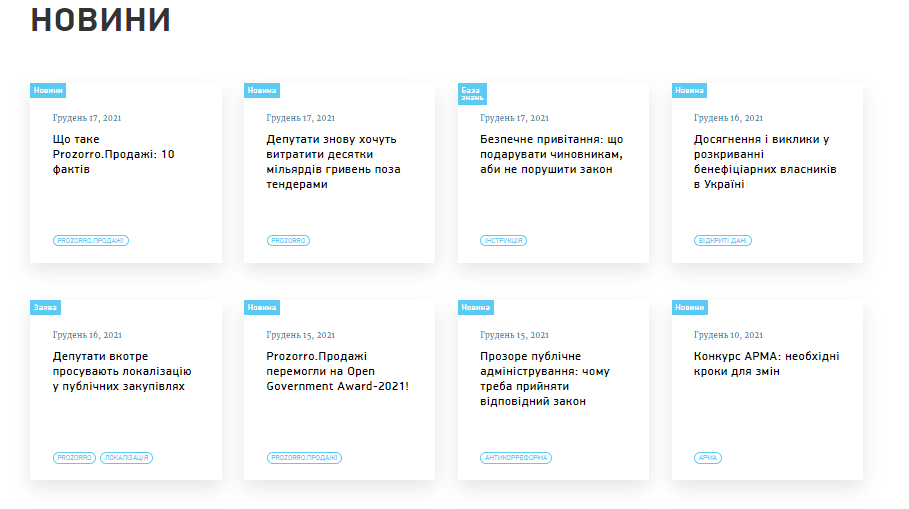 НОВИНИ
Новини
Грудень 17, 2021
Що таке
Prozorro.Продажі: 10
фактів
PROZORRO.ПРОДАЖІ
Новина
Грудень 17, 2021
Депутати знову хочуть
витратити десятки
мільярдів гривень поза
тендерами
PROZORRO
База
знань
Грудень 17, 2021
Безпечне привітання: що
подарувати чиновникам,
аби не порушити закон
ІНСТРУКЦІЯ
Новина
Грудень 16, 2021
Досягнення і виклики у
розкриванні
бенефіціарних власників
в Україні
ВІДКРИТІ ДАНІ
Заява
Грудень 16, 2021
Депутати вкотре
просувають локалізацію
у публічних закупівлях
PROZORRO ЛОКАЛІЗАЦІЯ
Новина
Грудень 15, 2021
Prozorro.Продажі
перемогли на Open
Government Award-2021!
PROZORRO.ПРОДАЖІ
Новина
Грудень 15, 2021
Прозоре публічне
адміністрування: чому
треба прийняти
відповідний закон
АНТИКОРРЕФОРМА
Новини
Грудень 10, 2021
Конкурс АРМА: необхідні
кроки для змін
АРМА